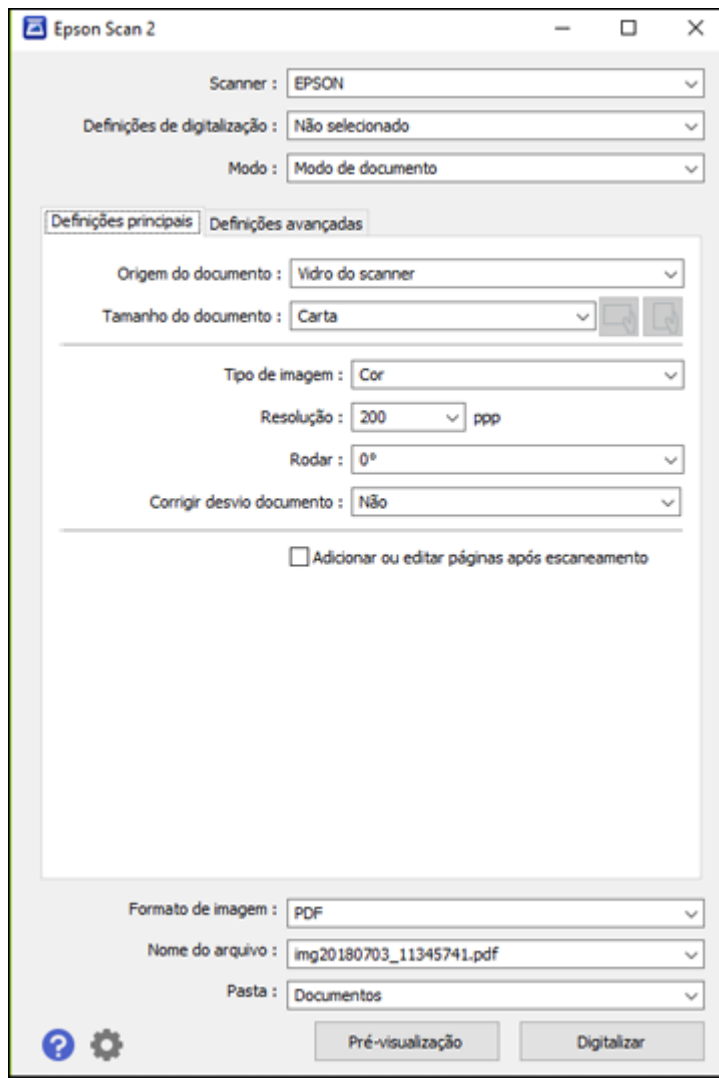 Epson Scan 2
Scanner : EPSON
Definições de digitalização : Não selecionado
Modo : Modo de documento
Definições principais Definições avançadas
Origem do documento : Vidro do scanner
Tamanho do documento : Carta
Tipo de imagem : Cor
Resolução : 200 ppp
Rodar : 0°
Corrigir desvio documento : Não
Adicionar ou editar páginas após escaneamento
Formato de imagem : PDF
Nome do arquivo : img20180703_11345741.pdf
Pasta : Documentos
? Pré-visualização Digitalizar